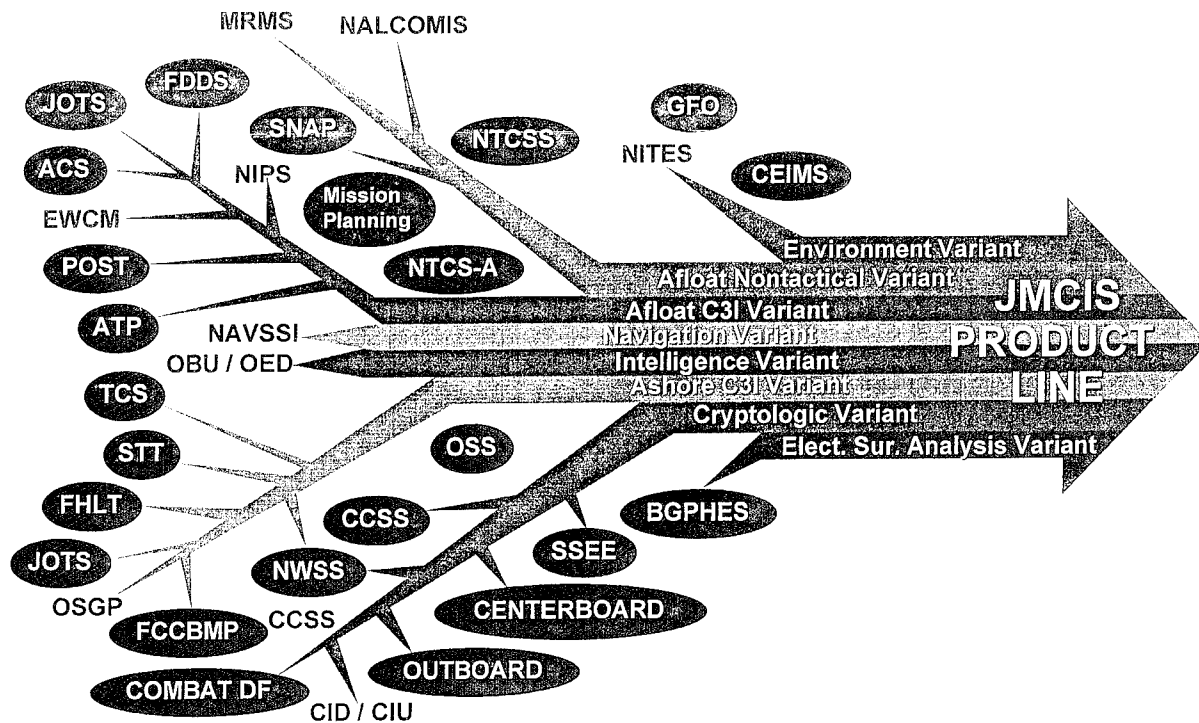 MRMS
NALCOMIS
FDDS
JOTS
SNAP
NTCSS
GFO
NITES
CEIMS
ACS
NIPS
Mission
Planning
EWCM
POST
NTCS-A
ATP
NAVSSI
OBU / OED
Environment Variant
Afloat Nontactical Variant
Afloat C3I Variant
Navigation Variant
Intelligence Variant
Ashore C3I Variant
Cryptologic Variant
Elect. Sur. Analysis Variant
JMCIS
PRODUCT
LINE
TCS
STT
OSS
FHLT
CCSS
BGPHES
JOTS
NWSS
SSEE
OSGP
FCCBMP
CCSS
CENTERBOARD
COMBAT DF
OUTBOARD
CID / CIU